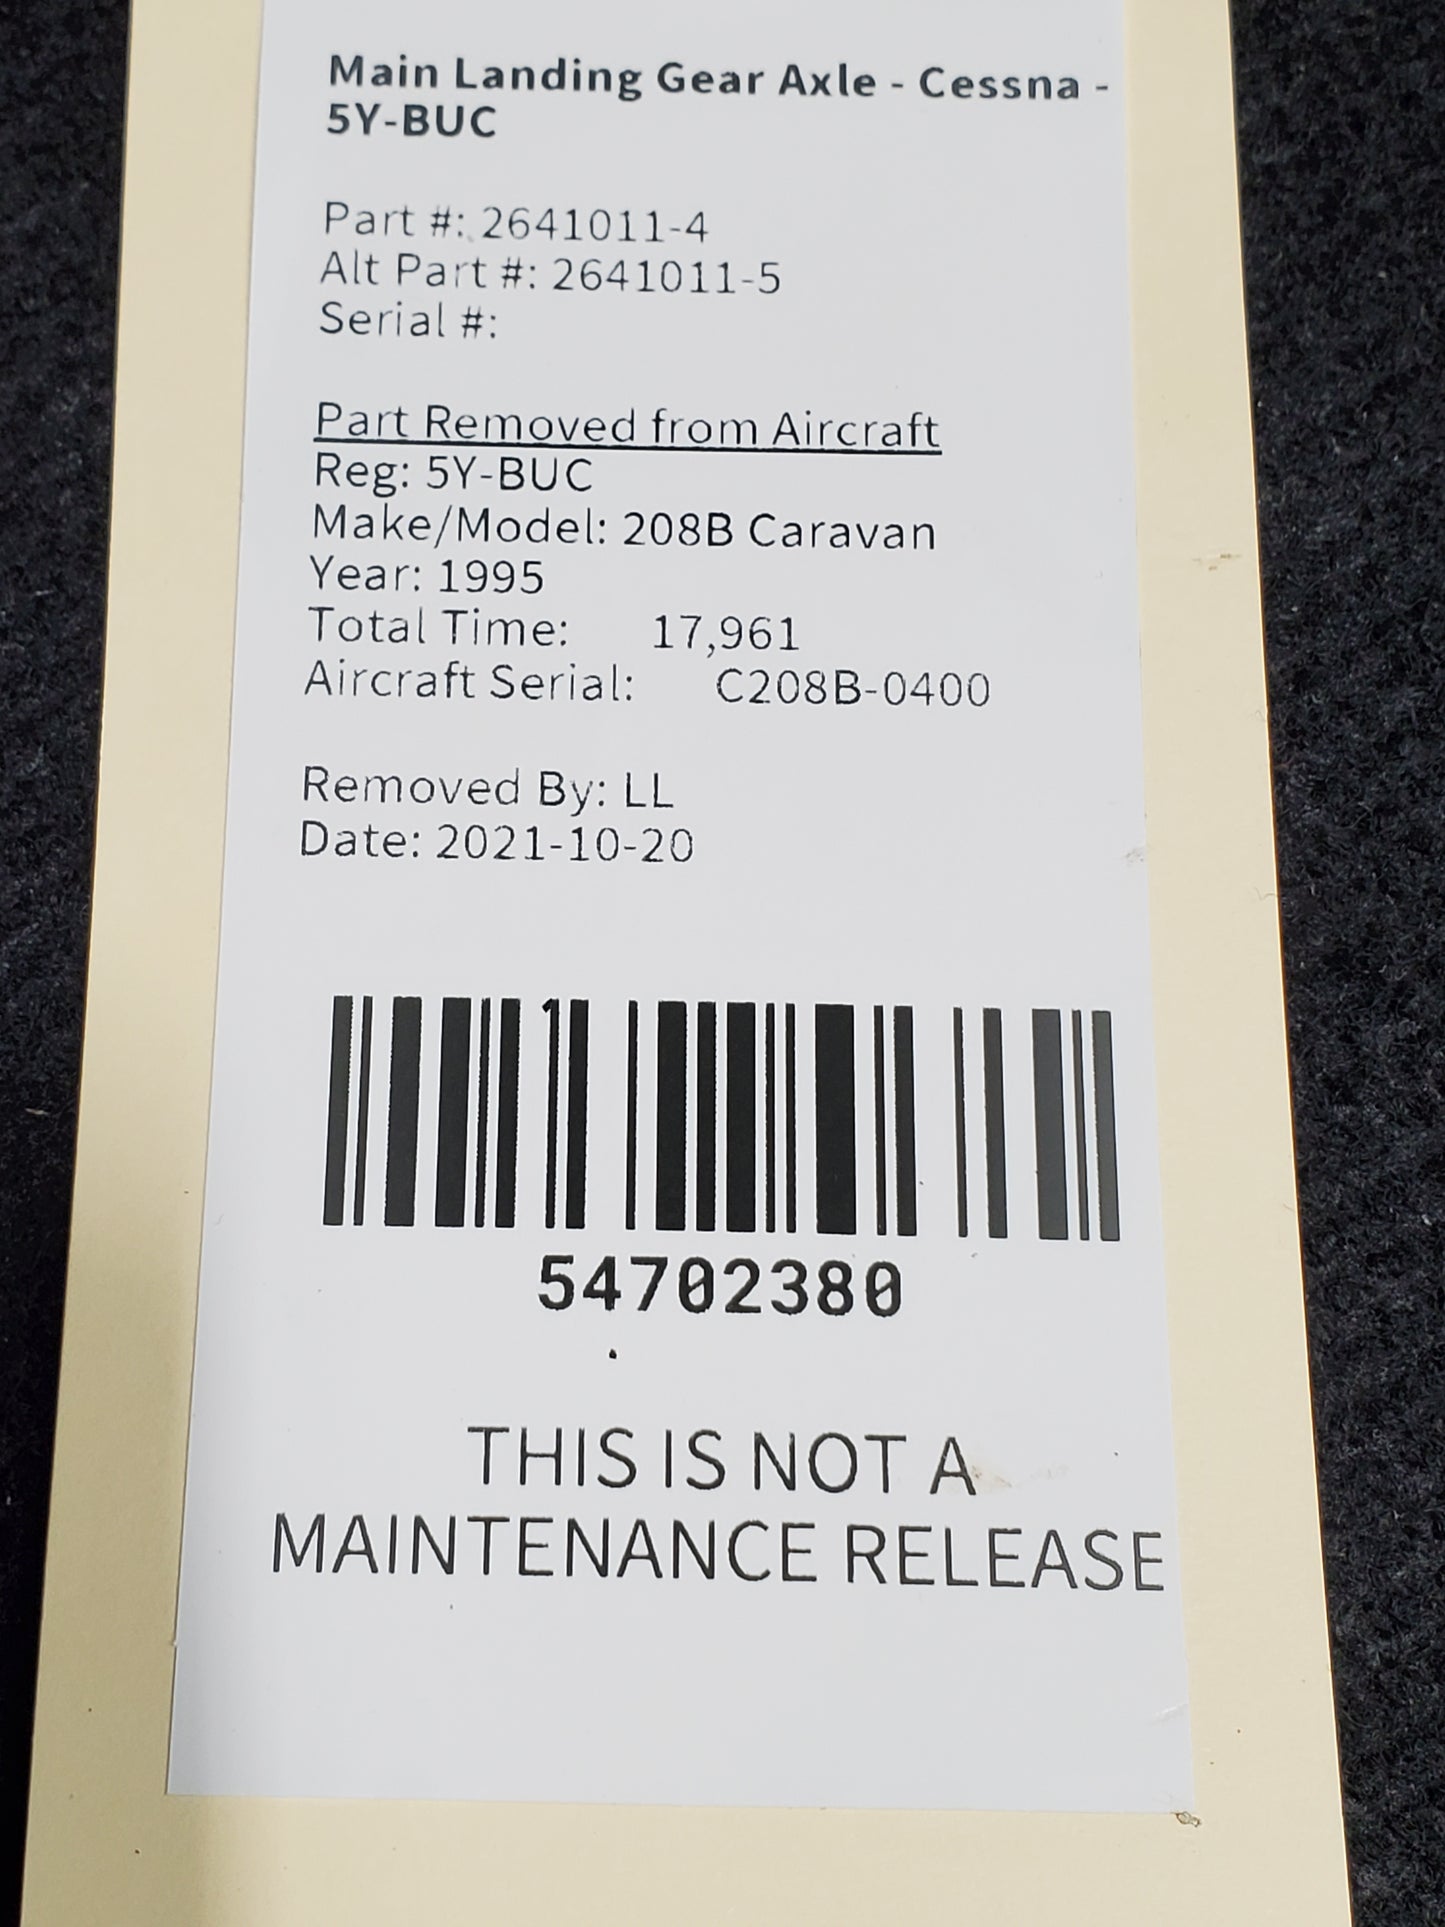 Main Landing Gear Axle - Cessna -
5Y-BUC
Part #: 2641011-4
Alt Part #: 2641011-5
Serial #:
Part Removed from Aircraft
Reg: 5Y-BUC
Make/Model: 208B Caravan
Year: 1995
Total Time: 17,961
Aircraft Serial: C208B-0400
Removed By: LL
Date: 2021-10-20
54702380
THIS IS NOT A
MAINTENANCE RELEASE